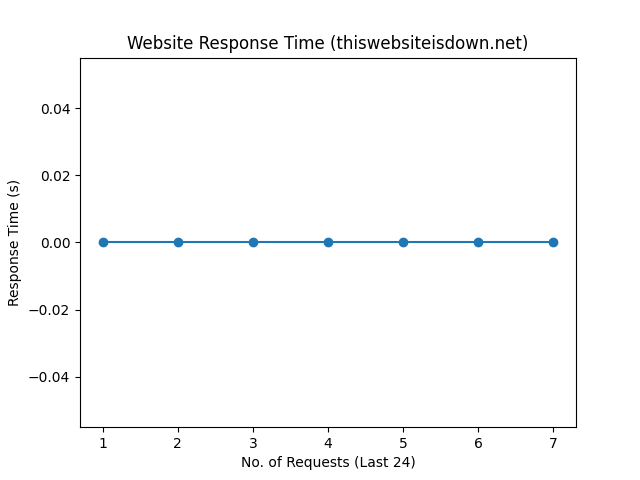 Website Response Time (thiswebsiteisdown.net)
0.04
0.02
0.00
−0.02
−0.04
Response Time (s)
1 2 3 4 5 6 7
No. of Requests (Last 24)